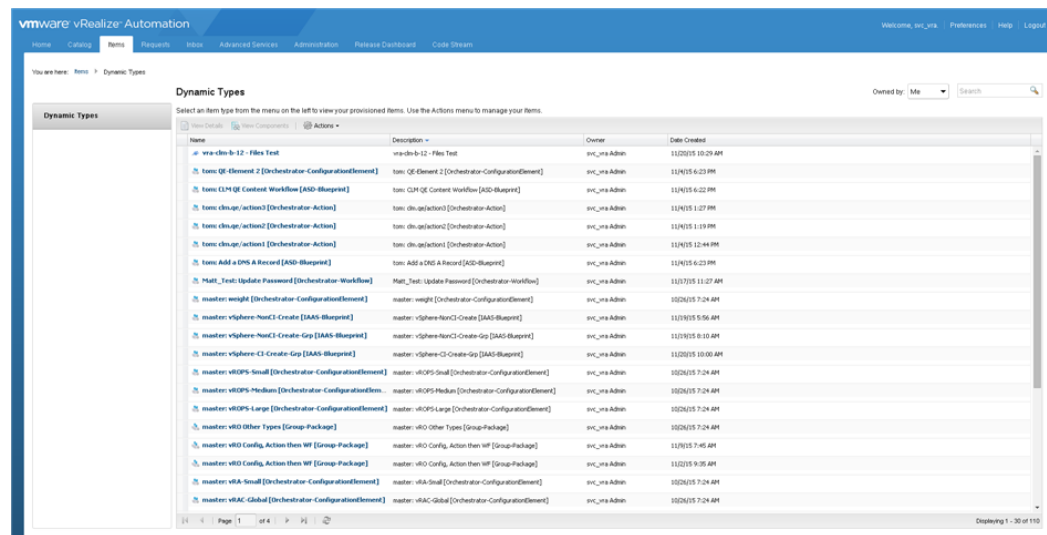 vmware vRealize Automation
Welcome, svc_vra. Preferences Help Logout
Home Catalog Items Requests Inbox Advanced Services Administration Release Dashboard Code Stream
You are here: Items > Dynamic Types
Dynamic Types
Owned by: Me Search
Dynamic Types
Select an item type from the menu on the left to view your provisioned items. Use the Actions menu to manage your items.
View Details View Components Actions
Name Description Owner Date Created
vra-clm-b-12 - Files Test vra-clm-b-12 - Files Test svc_vra Admin 11/20/15 10:29 AM
tom: QE-Element 2 [Orchestrator-ConfigurationElement] tom: QE-Element 2 [Orchestrator-ConfigurationElement] svc_vra Admin 11/4/15 6:23 PM
tom: CLM QE Content Workflow [ASD-Blueprint] tom: CLM QE Content Workflow [ASD-Blueprint] svc_vra Admin 11/4/15 6:22 PM
tom: clm.qe/action3 [Orchestrator-Action] tom: clm.qe/action3 [Orchestrator-Action] svc_vra Admin 11/4/15 1:27 PM
tom: clm.qe/action2 [Orchestrator-Action] tom: clm.qe/action2 [Orchestrator-Action] svc_vra Admin 11/4/15 1:19 PM
tom: clm.qe/action1 [Orchestrator-Action] tom: clm.qe/action1 [Orchestrator-Action] svc_vra Admin 11/4/15 12:44 PM
tom: Add a DNS A Record [ASD-Blueprint] tom: Add a DNS A Record [ASD-Blueprint] svc_vra Admin 11/4/15 6:23 PM
Matt_Test: Update Password [Orchestrator-Workflow] Matt_Test: Update Password [Orchestrator-Workflow] svc_vra Admin 11/17/15 11:27 AM
master: weight [Orchestrator-ConfigurationElement] master: weight [Orchestrator-ConfigurationElement] svc_vra Admin 10/26/15 7:24 AM
master: vSphere-NonCI-Create [IAAS-Blueprint] master: vSphere-NonCI-Create [IAAS-Blueprint] svc_vra Admin 11/19/15 5:56 AM
master: vSphere-NonCI-Create-Grp [IAAS-Blueprint] master: vSphere-NonCI-Create-Grp [IAAS-Blueprint] svc_vra Admin 11/19/15 8:10 AM
master: vSphere-CI-Create-Grp [IAAS-Blueprint] master: vSphere-CI-Create-Grp [IAAS-Blueprint] svc_vra Admin 11/20/15 10:00 AM
master: vROPS-Small [Orchestrator-ConfigurationElement] master: vROPS-Small [Orchestrator-ConfigurationElement] svc_vra Admin 10/26/15 7:24 AM
master: vROPS-Medium [Orchestrator-ConfigurationElem... master: vROPS-Medium [Orchestrator-ConfigurationElement] svc_vra Admin 10/26/15 7:24 AM
master: vROPS-Large [Orchestrator-ConfigurationElement] master: vROPS-Large [Orchestrator-ConfigurationElement] svc_vra Admin 10/26/15 7:24 AM
master: vRO Other Types [Group-Package] master: vRO Other Types [Group-Package] svc_vra Admin 10/26/15 7:24 AM
master: vRO Config, Action then WF [Group-Package] master: vRO Config, Action then WF [Group-Package] svc_vra Admin 11/9/15 7:45 AM
master: vRO Config, Action then WF [Group-Package] master: vRO Config, Action then WF [Group-Package] svc_vra Admin 11/2/15 9:35 AM
master: vRA-Small [Orchestrator-ConfigurationElement] master: vRA-Small [Orchestrator-ConfigurationElement] svc_vra Admin 10/26/15 7:24 AM
master: vRAC-Global [Orchestrator-ConfigurationElement] master: vRAC-Global [Orchestrator-ConfigurationElement] svc_vra Admin 10/26/15 7:24 AM
Page 1 of 4 Displaying 1 - 30 of 110